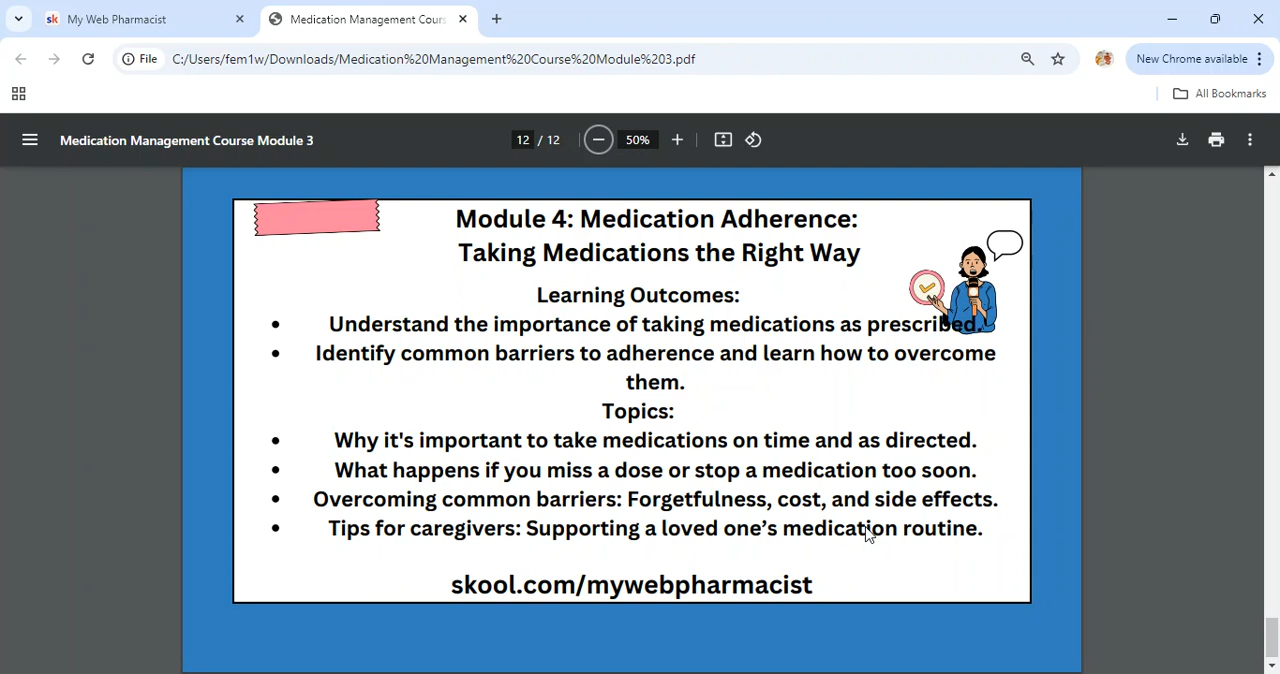 My Web Pharmacist
Medication Management Cours
File
C:/Users/fem1w/Downloads/Medication%20Management%20Course%20Module%203.pdf
New Chrome available
All Bookmarks
Medication Management Course Module 3
12 / 12
50%
Module 4: Medication Adherence:
Taking Medications the Right Way
Learning Outcomes:
• Understand the importance of taking medications as prescribed.
• Identify common barriers to adherence and learn how to overcome
them.
Topics:
• Why it's important to take medications on time and as directed.
• What happens if you miss a dose or stop a medication too soon.
• Overcoming common barriers: Forgetfulness, cost, and side effects.
• Tips for caregivers: Supporting a loved one’s medication routine.
skool.com/mywebpharmacist